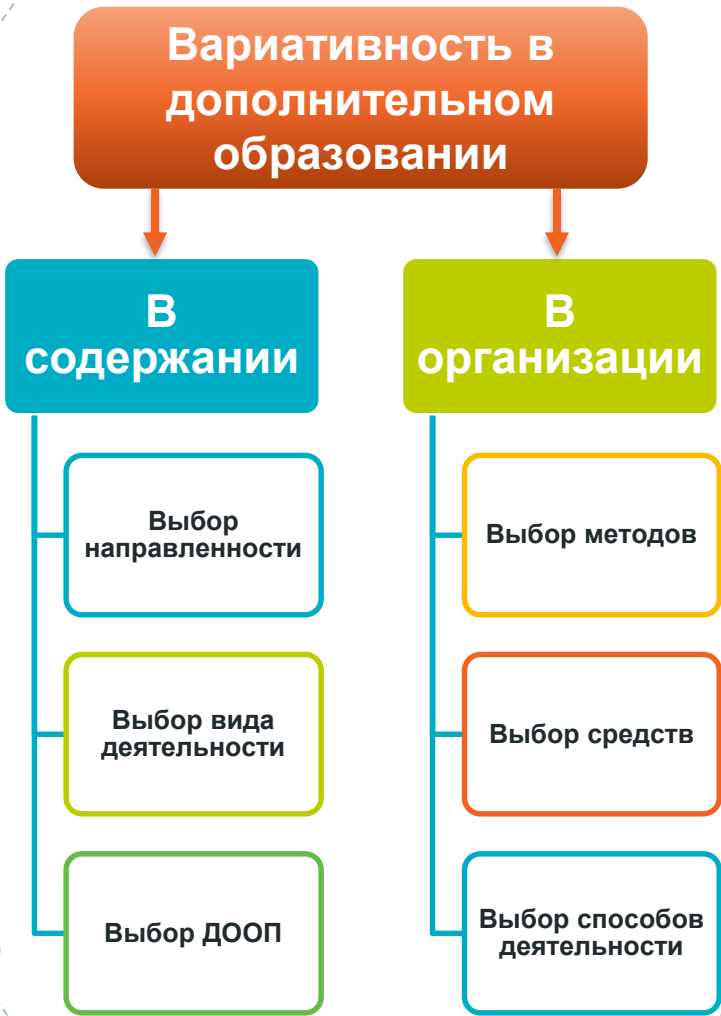 Вариативность в
дополнительном
образовании
В
содержании
Выбор
направленности
Выбор вида
деятельности
Выбор ДООП
В
организации
Выбор методов
Выбор средств
Выбор способов
деятельности